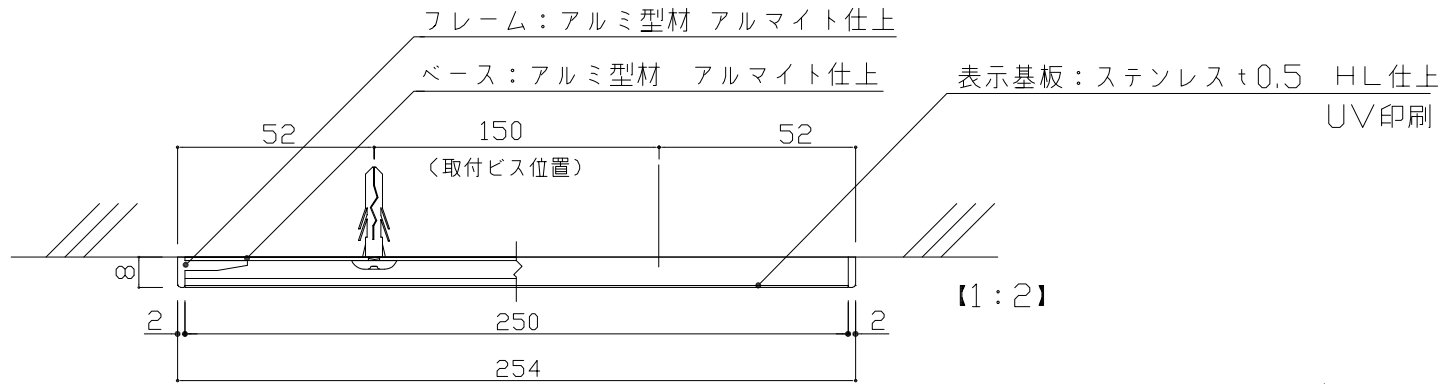 フレーム：アルミ型材 アルマイト仕上
ベース：アルミ型材　アルマイト仕上
表示基板：ステンレスt0.5　HL仕上
UV印刷
52 150 52
（取付ビス位置）
8
【1：2】
2 250 2
254